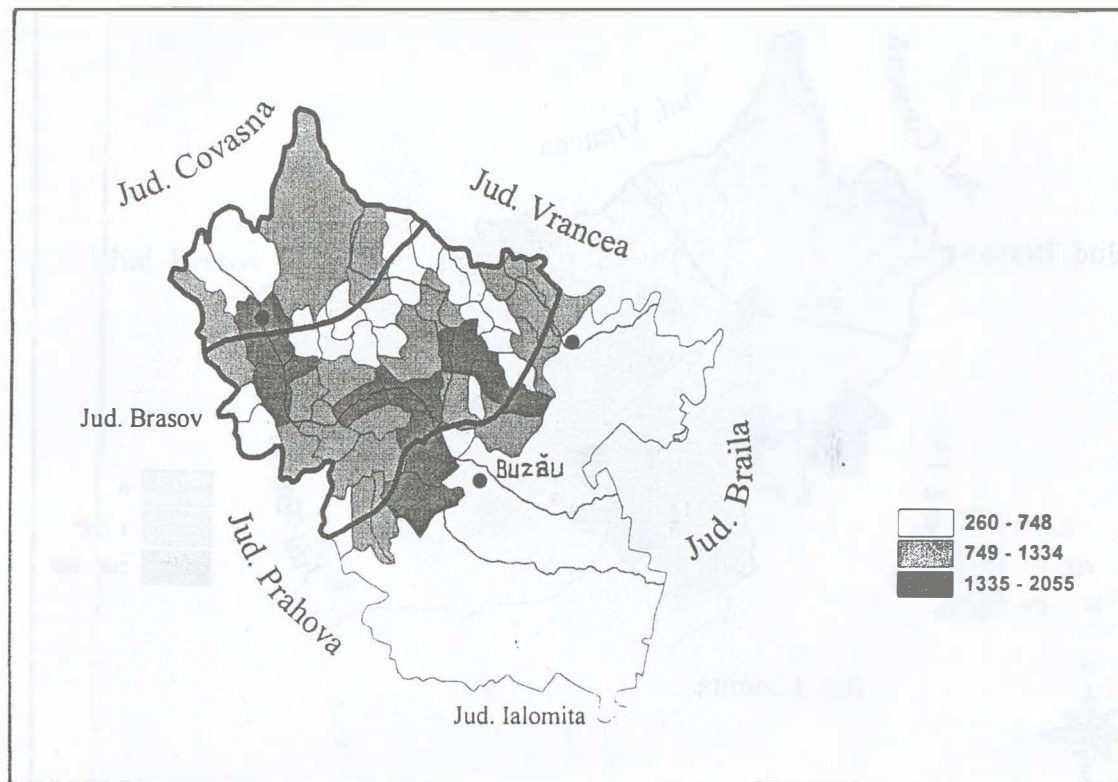 Jud. Covasna
Jud. Vrancea
Jud. Brasov
Buzău
Jud. Braila
Jud. Prahova
Jud. Ialomita
260 - 748
749 - 1334
1335 - 2055